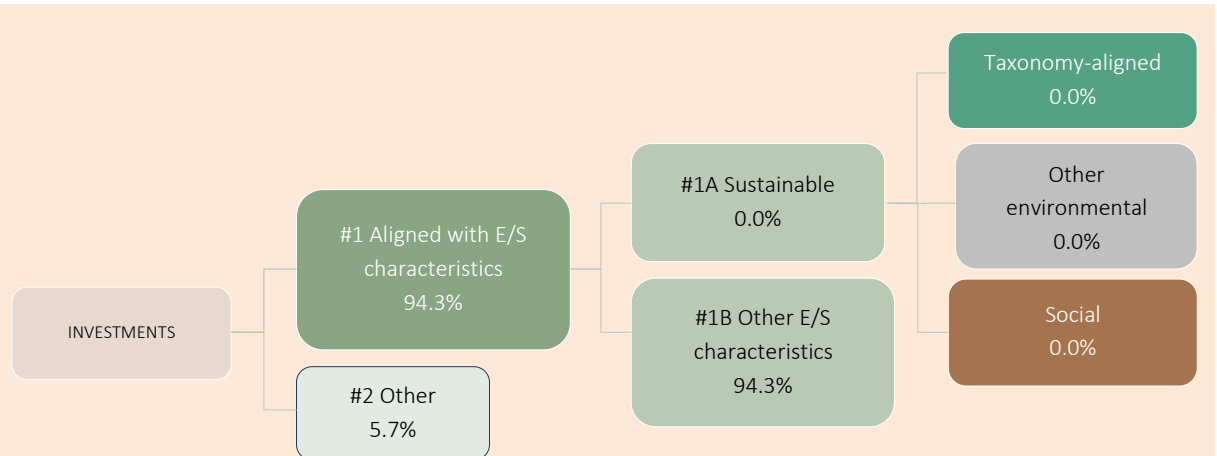 INVESTMENTS
#1 Aligned with E/S
characteristics
94.3%
#2 Other
5.7%
#1A Sustainable
0.0%
#1B Other E/S
characteristics
94.3%
Taxonomy-aligned
0.0%
Other
environmental
0.0%
Social
0.0%